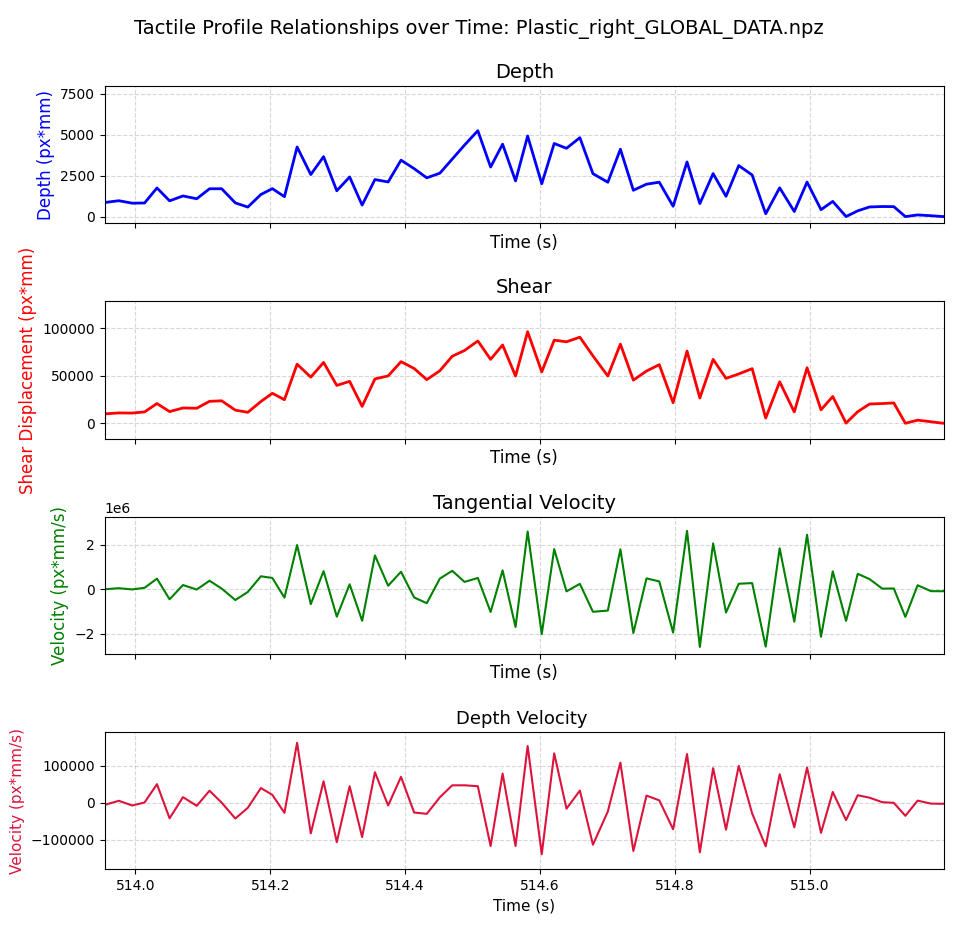 Tactile Profile Relationships over Time: Plastic_right_GLOBAL_DATA.npz
Depth
Depth (px*mm)
7500
5000
2500
0
Time (s)
Shear
Shear Displacement (px*mm)
100000
50000
0
Time (s)
Tangential Velocity
1e6
Velocity (px*mm/s)
2
0
−2
Time (s)
Depth Velocity
Velocity (px*mm/s)
100000
0
−100000
514.0 514.2 514.4 514.6 514.8 515.0
Time (s)